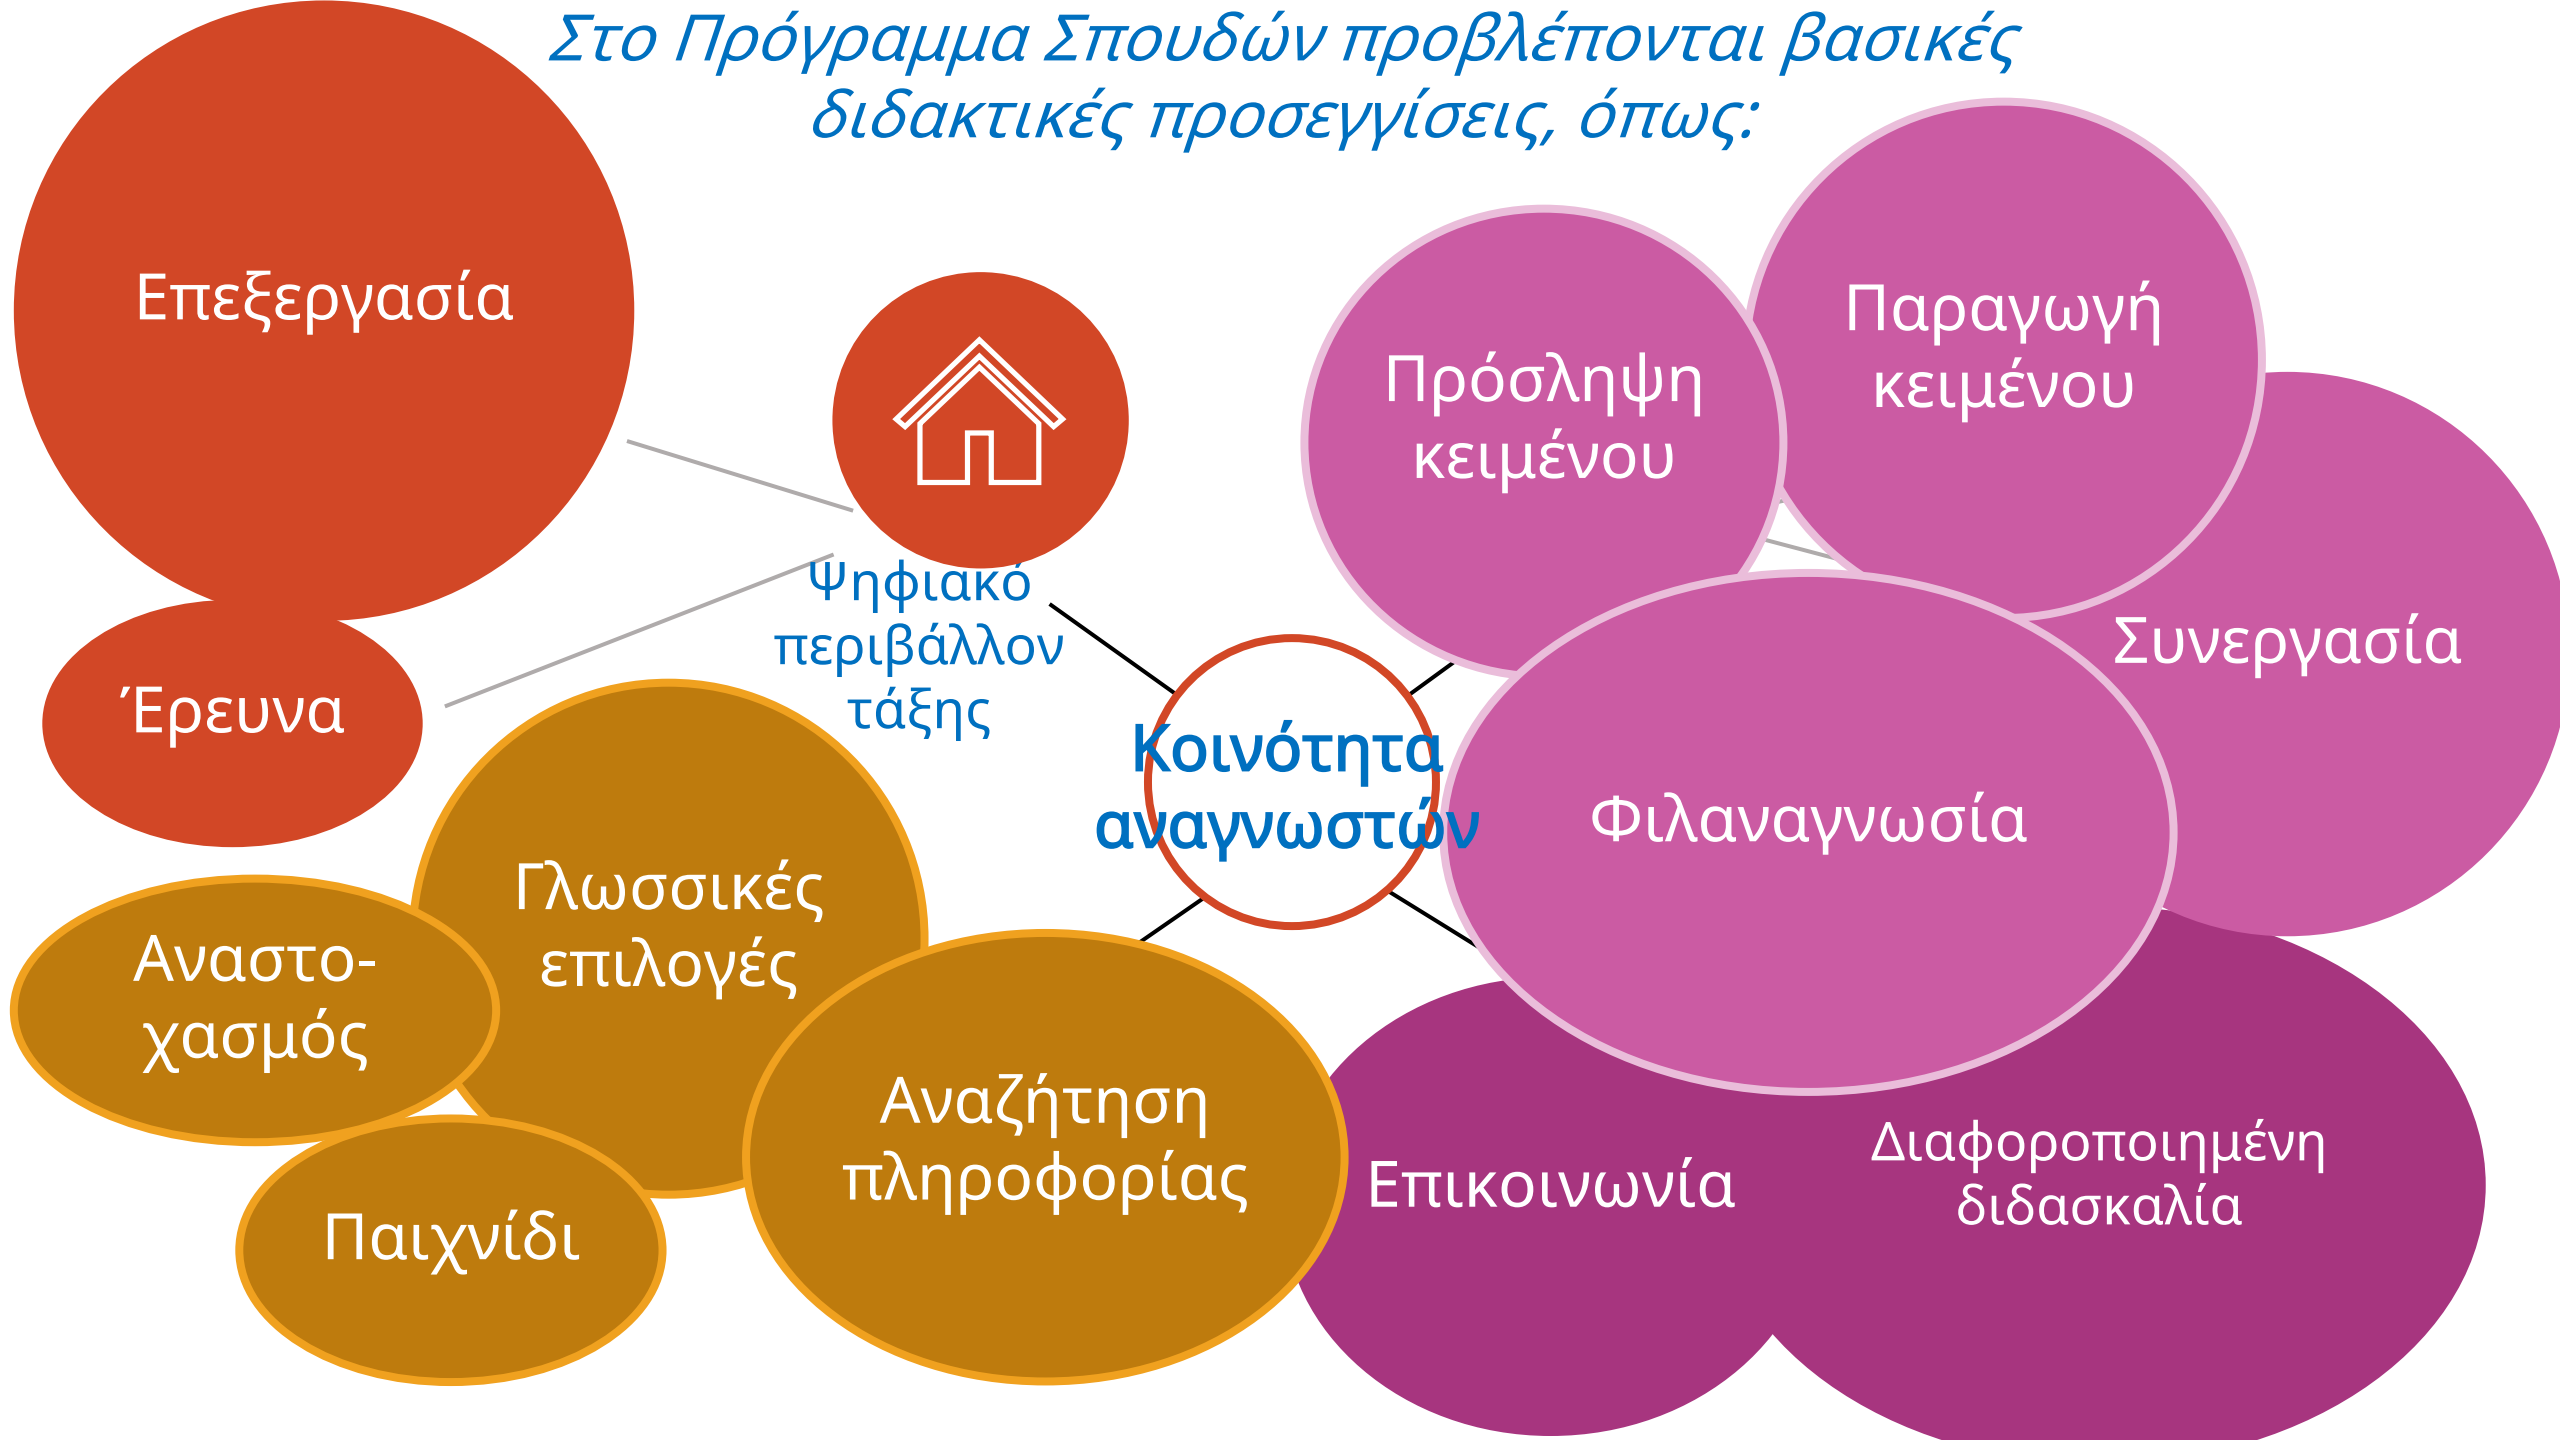 Στο Πρόγραμμα Σπουδών προβλέπονται βασικές
διδακτικές προσεγγίσεις, όπως:
Επεξεργασία
Έρευνα
Ψηφιακό
περιβάλλον
τάξης
Πρόσληψη
κειμένου
Παραγωγή
κειμένου
Συνεργασία
Φιλαναγνωσία
Κοινότητα
αναγνωστών
Γλωσσικές
επιλογές
Αναστο-
χασμός
Παιχνίδι
Αναζήτηση
πληροφορίας
Επικοινωνία
Διαφοροποιημένη
διδασκαλία